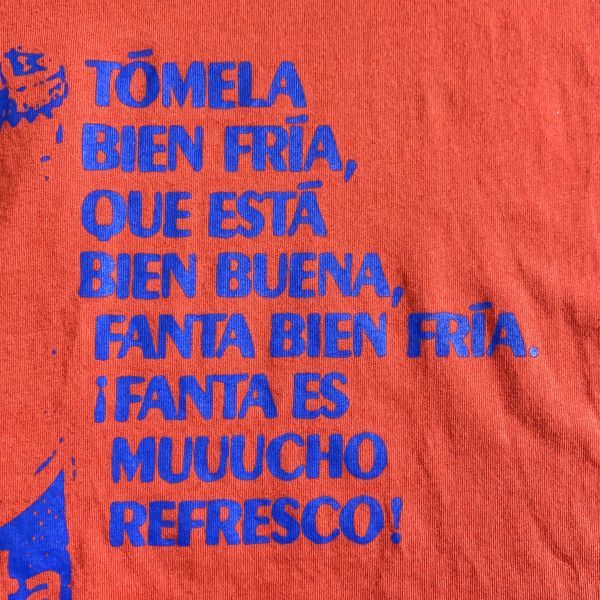 TÓMELA
BIEN FRÍA,
QUE ESTÁ
BIEN BUENA,
FANTA BIEN FRÍA.
¡FANTA ES
MUUUCHO
REFRESCO!